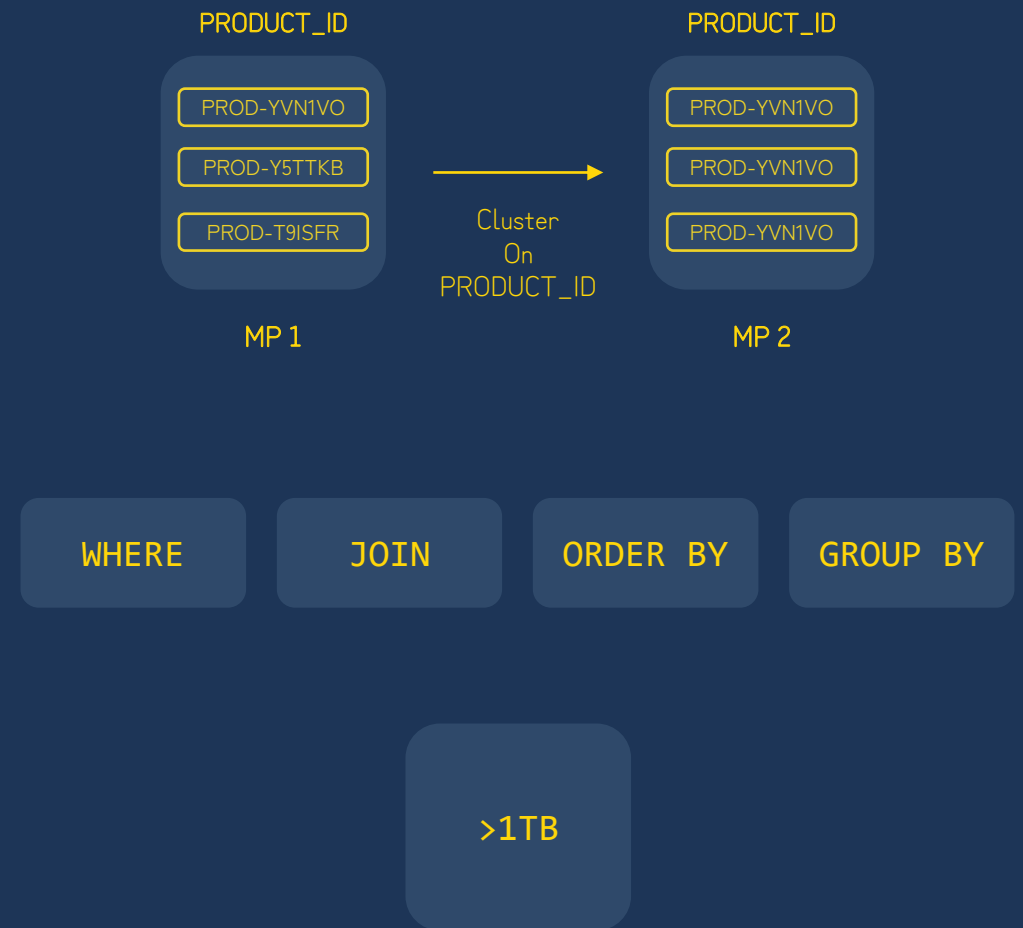 PRODUCT_ID
PROD-YVN1VO
PROD-Y5TTKB
PROD-T9ISFR
MP 1
Cluster
On
PRODUCT_ID
PRODUCT_ID
PROD-YVN1VO
PROD-YVN1VO
PROD-YVN1VO
MP 2
WHERE
JOIN
ORDER BY
GROUP BY
>1TB